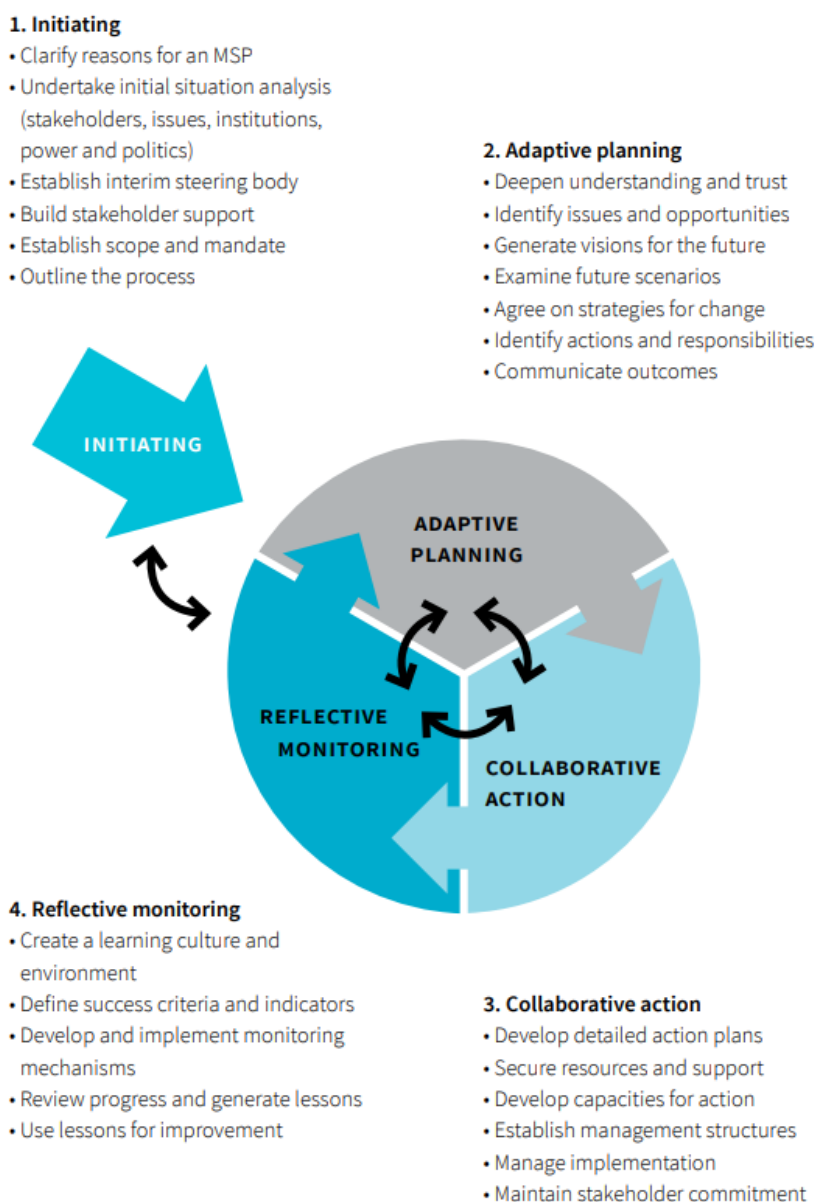 1. Initiating
• Clarify reasons for an MSP
• Undertake initial situation analysis
(stakeholders, issues, institutions,
power and politics)
• Establish interim steering body
• Build stakeholder support
• Establish scope and mandate
• Outline the process
2. Adaptive planning
• Deepen understanding and trust
• Identify issues and opportunities
• Generate visions for the future
• Examine future scenarios
• Agree on strategies for change
• Identify actions and responsibilities
• Communicate outcomes
INITIATING
ADAPTIVE
PLANNING
REFLECTIVE
MONITORING
COLLABORATIVE
ACTION
4. Reflective monitoring
• Create a learning culture and
environment
• Define success criteria and indicators
• Develop and implement monitoring
mechanisms
• Review progress and generate lessons
• Use lessons for improvement
3. Collaborative action
• Develop detailed action plans
• Secure resources and support
• Develop capacities for action
• Establish management structures
• Manage implementation
• Maintain stakeholder commitment